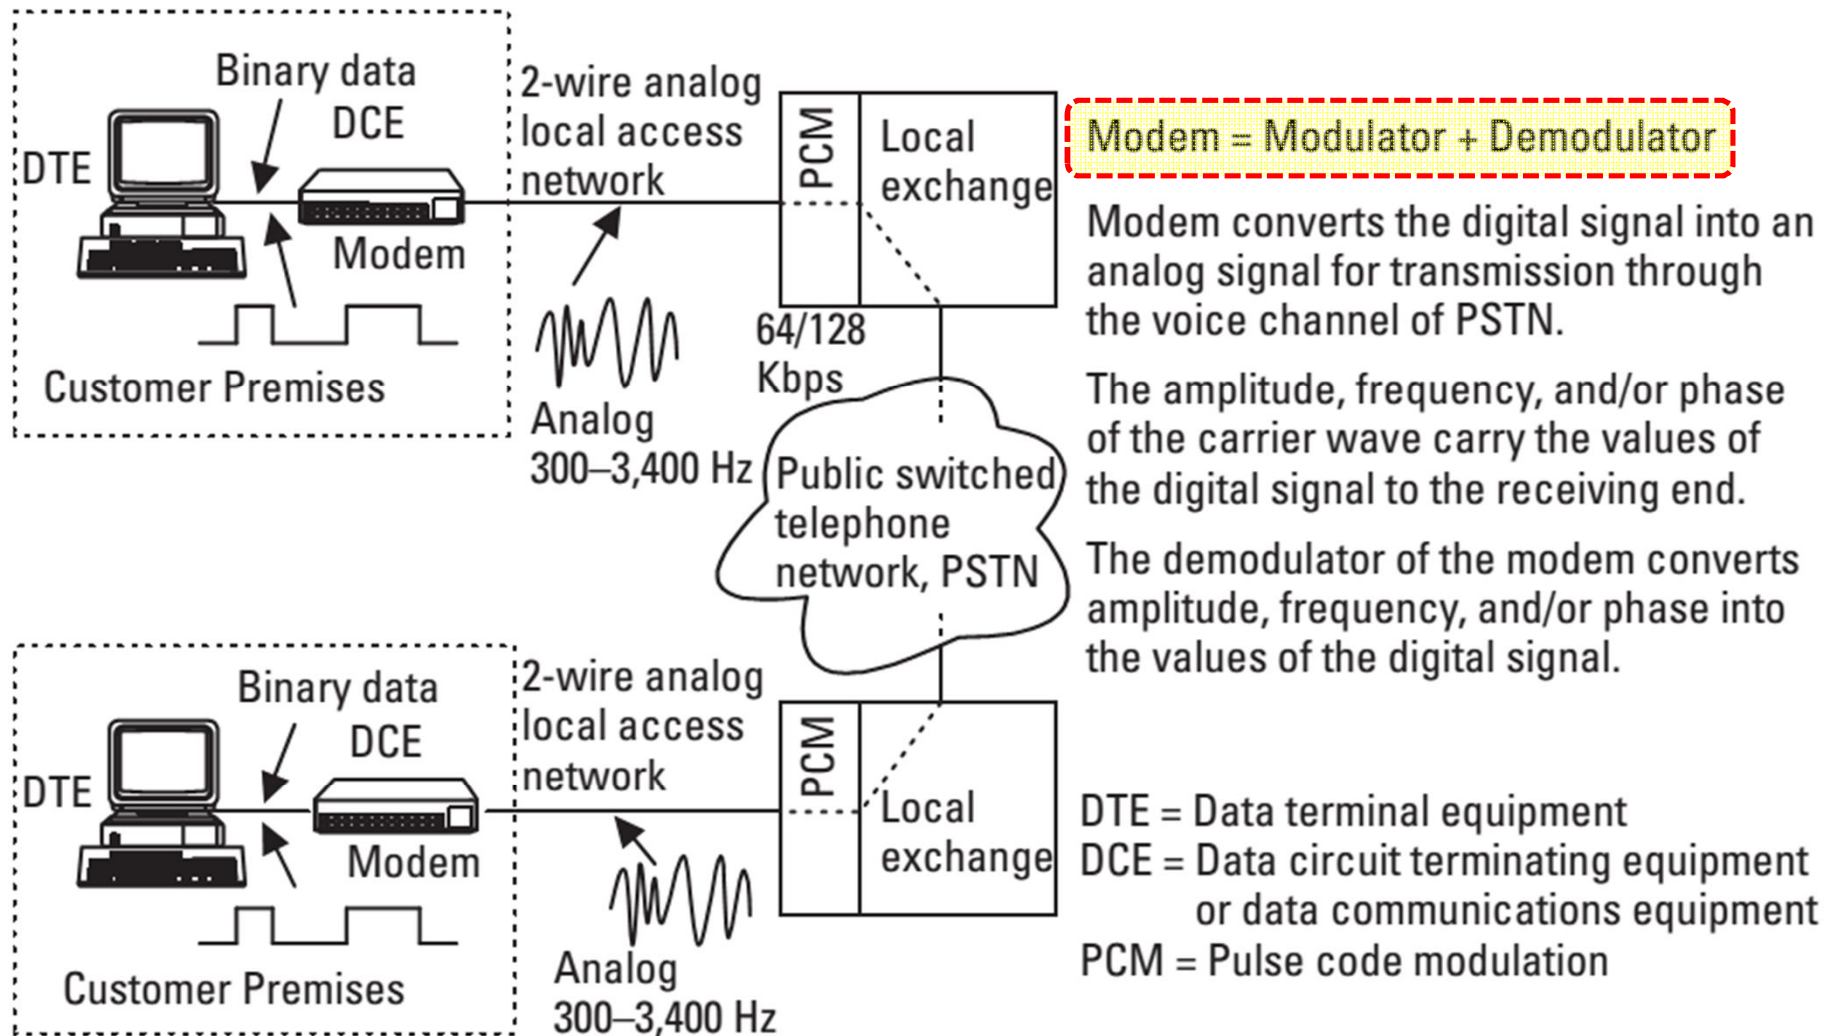 Binary data
DCE
DTE
Modem
Customer Premises
2-wire analog
local access
network
Analog
300–3,400 Hz
PCM
Local
exchange
64/128
Kbps
Public switched
telephone
network, PSTN
Modem = Modulator + Demodulator
Modem converts the digital signal into an
analog signal for transmission through
the voice channel of PSTN.
The amplitude, frequency, and/or phase
of the carrier wave carry the values of
the digital signal to the receiving end.
The demodulator of the modem converts
amplitude, frequency, and/or phase into
the values of the digital signal.
Binary data
DCE
DTE
Modem
Customer Premises
2-wire analog
local access
network
Analog
300–3,400 Hz
PCM
Local
exchange
DTE = Data terminal equipment
DCE = Data circuit terminating equipment
or data communications equipment
PCM = Pulse code modulation